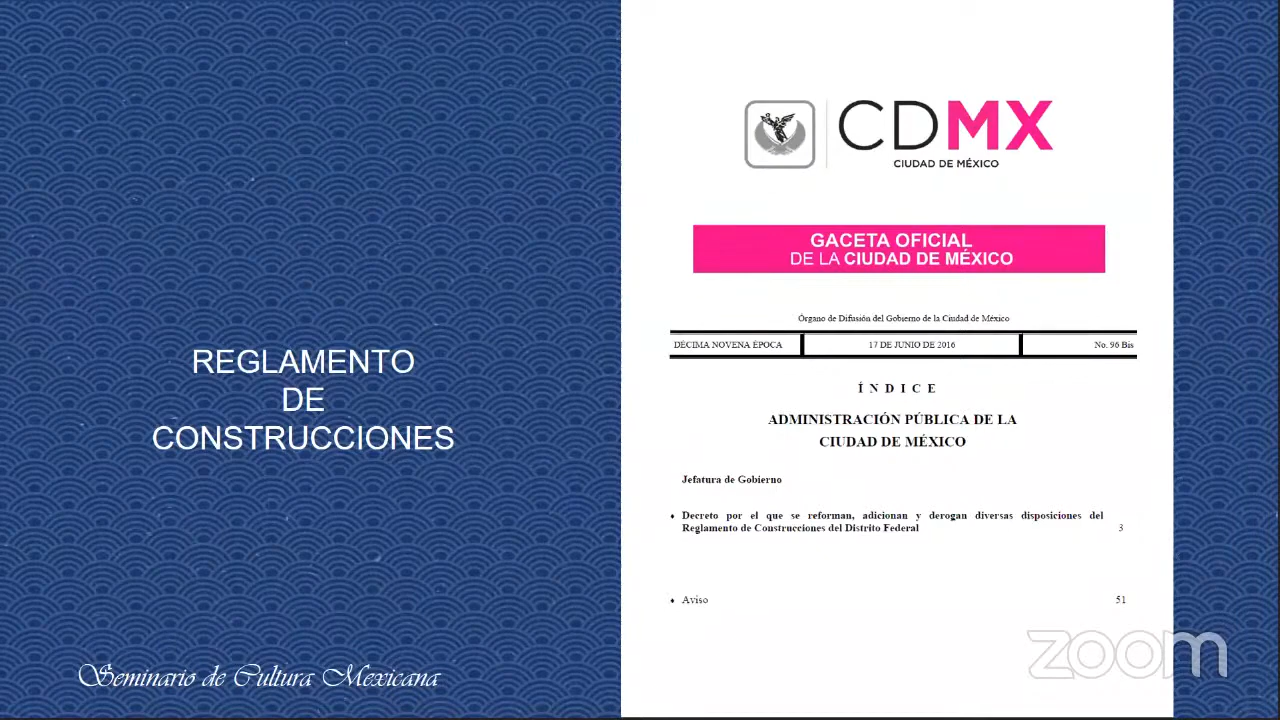 REGLAMENTO
DE
CONSTRUCCIONES
Seminario de Cultura Mexicana
CDMX
CIUDAD DE MÉXICO
GACETA OFICIAL
DE LA CIUDAD DE MÉXICO
Órgano de Difusión del Gobierno de la Ciudad de México
DÉCIMA NOVENA ÉPOCA 17 DE JUNIO DE 2016 No. 96 Bis
Í N D I C E
ADMINISTRACIÓN PÚBLICA DE LA
CIUDAD DE MÉXICO
Jefatura de Gobierno
♦ Decreto por el que se reforman, adicionan y derogan diversas disposiciones del
Reglamento de Construcciones del Distrito Federal 3
♦ Aviso 51
zoom